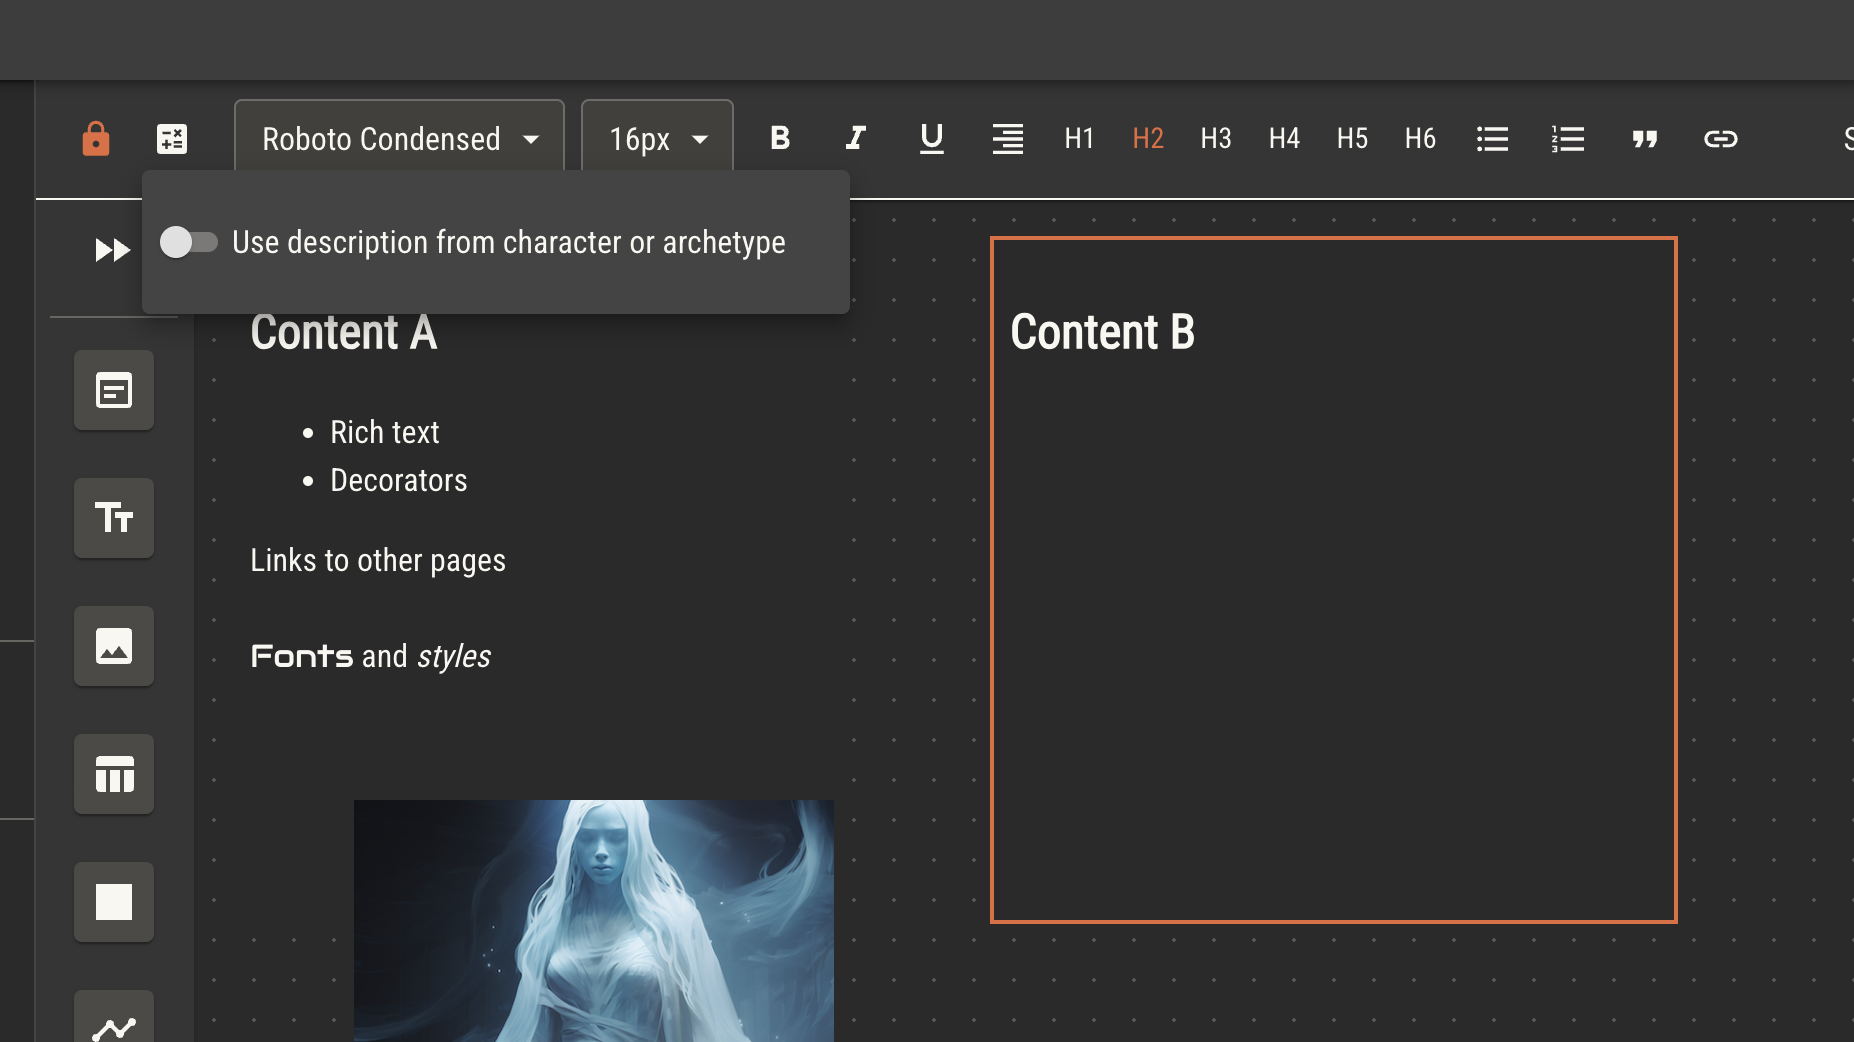 Roboto Condensed 16px B I U H1 H2 H3 H4 H5 H6
Use description from character or archetype
Content A
Rich text
Decorators
Links to other pages
Fonts and styles
Content B